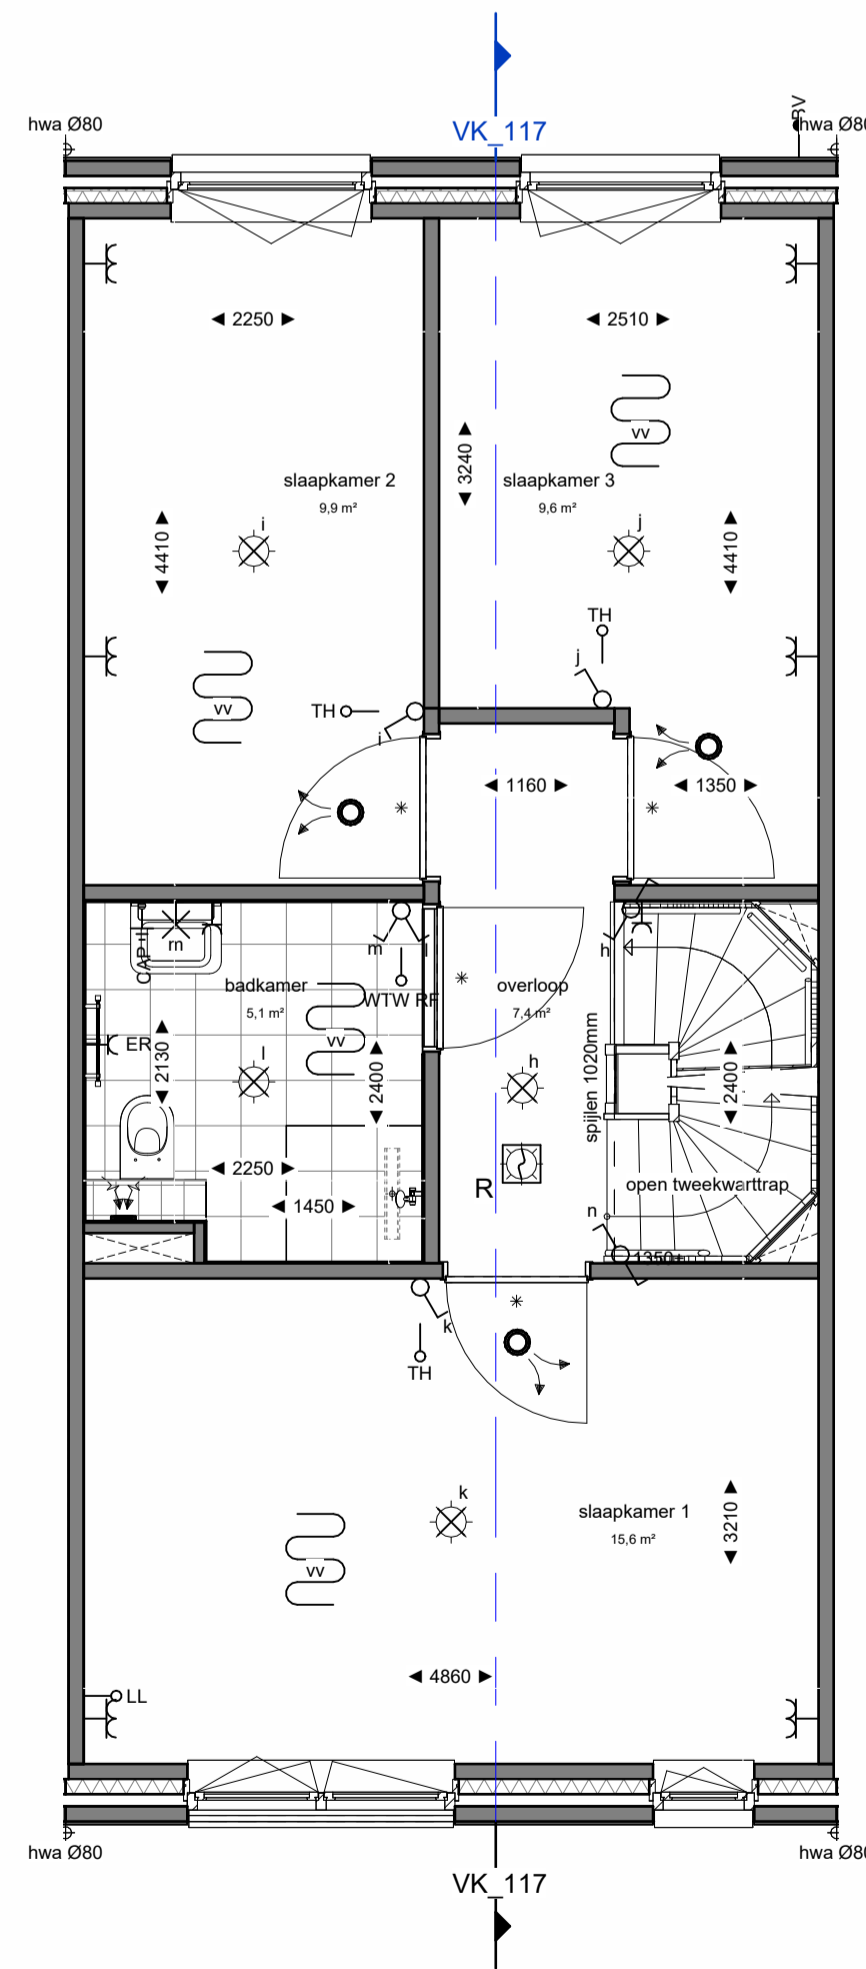 VK_117
hwa Ø80
hwa Ø80
2250
2510
3240
vv
slaapkamer 2
9,9 m²
slaapkamer 3
9,6 m²
i
j
4410
4410
TH
j
vv
TH
i
1160
1350
rn
m
l
h
badkamer
5,1 m²
WTW RF
overloop
7,4 m²
ER
2130
vv
l
2400
h
spijlen 1020mm
2400
2250
1450
R
open tweekwarttrap
n
1350+
k
TH
k
slaapkamer 1
15,6 m²
3210
vv
4860
LL
hwa Ø80
hwa Ø80
VK_117